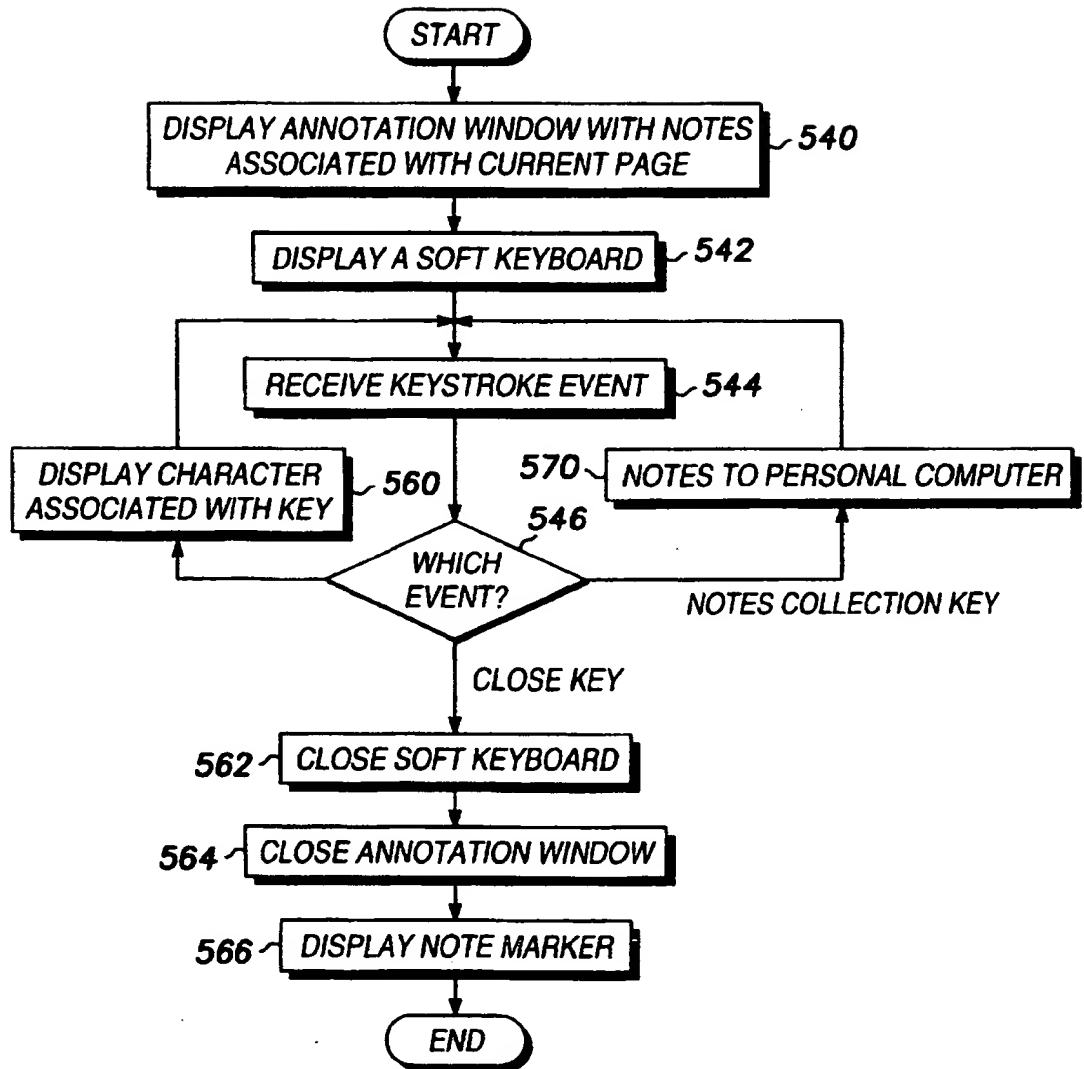 START
DISPLAY ANNOTATION WINDOW WITH NOTES
ASSOCIATED WITH CURRENT PAGE
540
DISPLAY A SOFT KEYBOARD
542
RECEIVE KEYSTROKE EVENT
544
DISPLAY CHARACTER
ASSOCIATED WITH KEY
560
570
NOTES TO PERSONAL COMPUTER
546
WHICH
EVENT?
NOTES COLLECTION KEY
CLOSE KEY
562
CLOSE SOFT KEYBOARD
564
CLOSE ANNOTATION WINDOW
566
DISPLAY NOTE MARKER
END